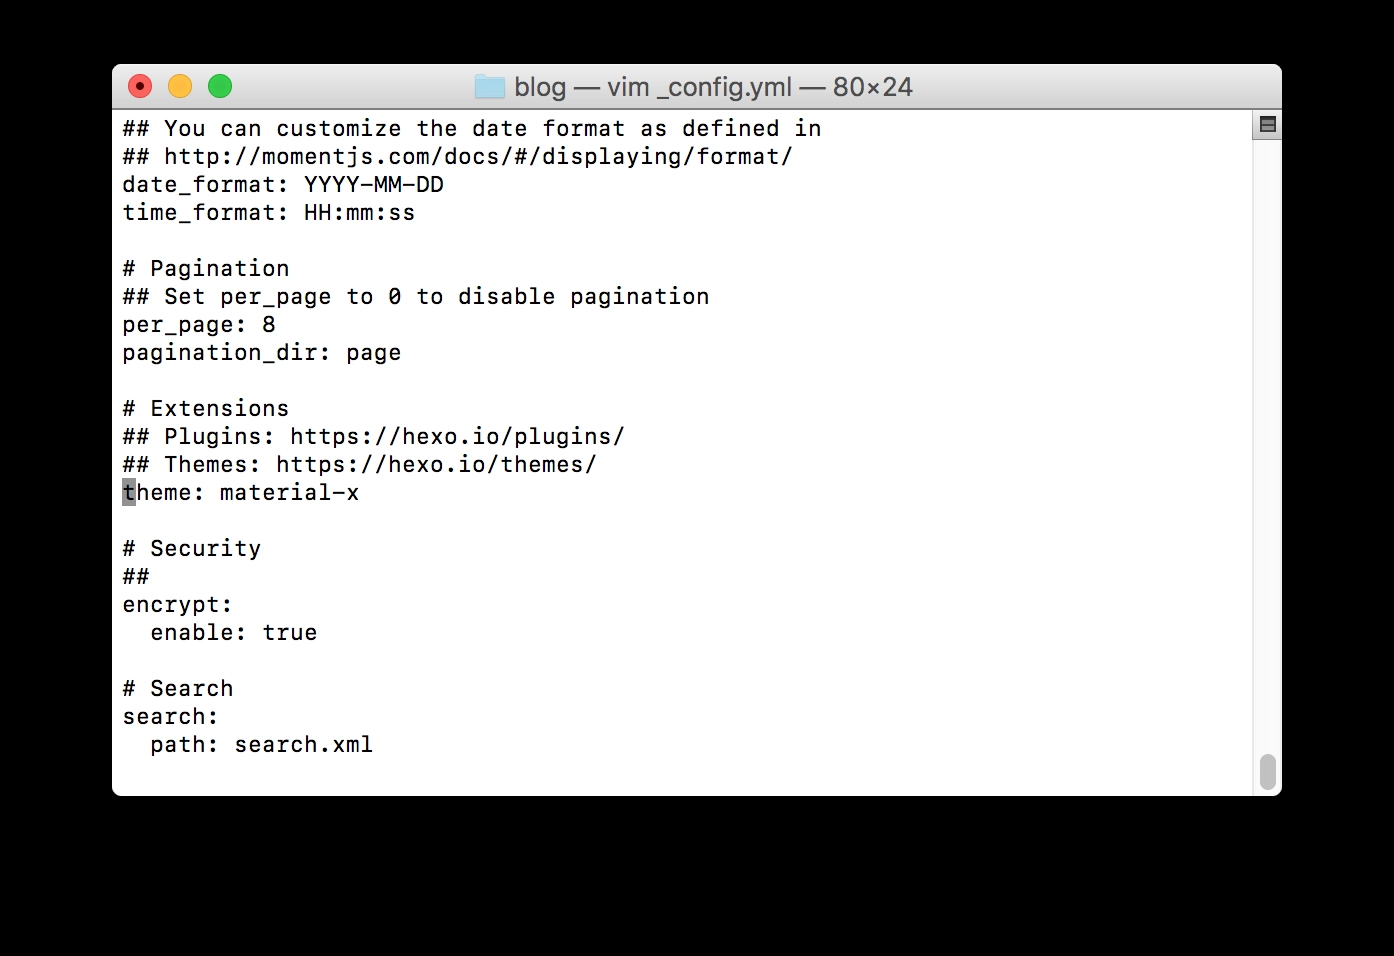 blog — vim _config.yml — 80×24
## You can customize the date format as defined in
## http://momentjs.com/docs/#/displaying/format/
date_format: YYYY-MM-DD
time_format: HH:mm:ss

# Pagination
## Set per_page to 0 to disable pagination
per_page: 8
pagination_dir: page

# Extensions
## Plugins: https://hexo.io/plugins/
## Themes: https://hexo.io/themes/
theme: material-x

# Security
##
encrypt:
  enable: true

# Search
search:
  path: search.xml